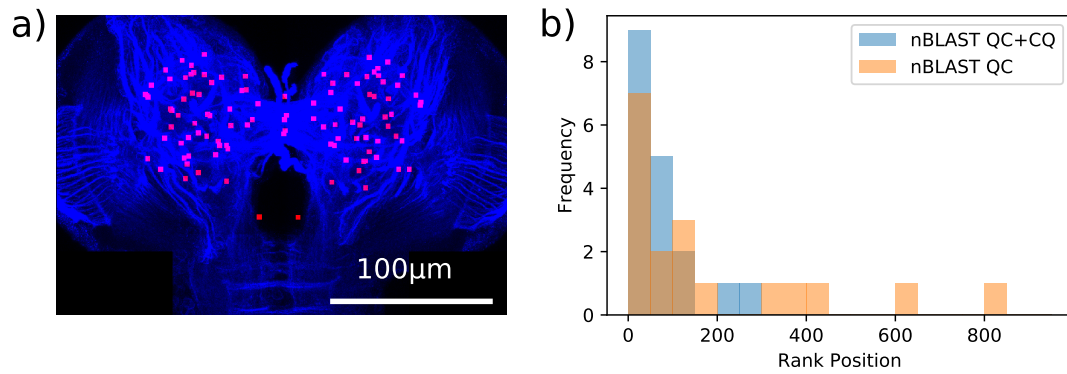 a)
100μm
b)
nBLAST QC+CQ
nBLAST QC
Frequency
8
6
4
2
0
0 200 400 600 800
Rank Position